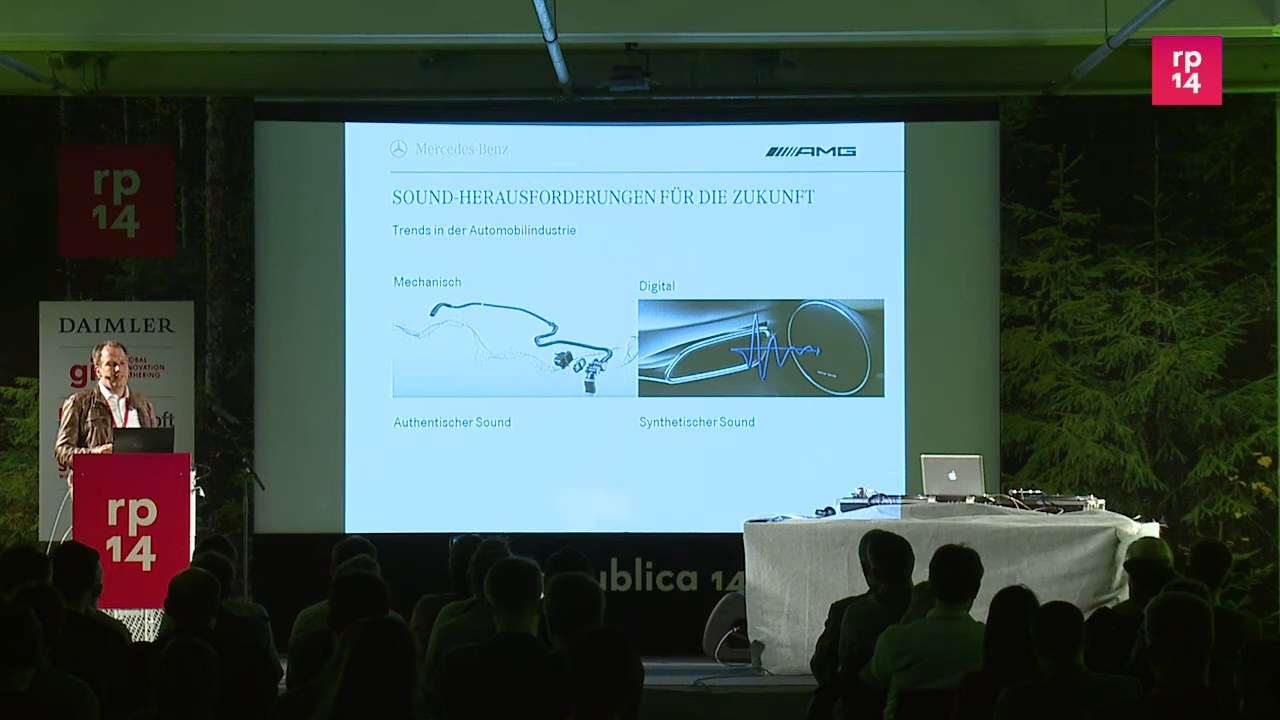 rp
14
rp
14
DAIMLER
Mercedes-Benz
AMG
SOUND-HERAUSFORDERUNGEN FÜR DIE ZUKUNFT
Trends in der Automobilindustrie
Mechanisch
Digital
Authentischer Sound
Synthetischer Sound
rp
14
ublica 14